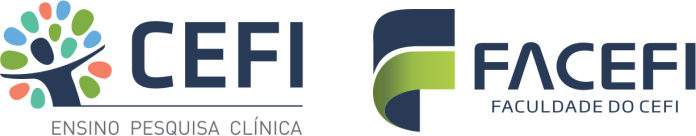 CEFI
ENSINO PESQUISA CLÍNICA
FACEFI
FACULDADE DO CEFI